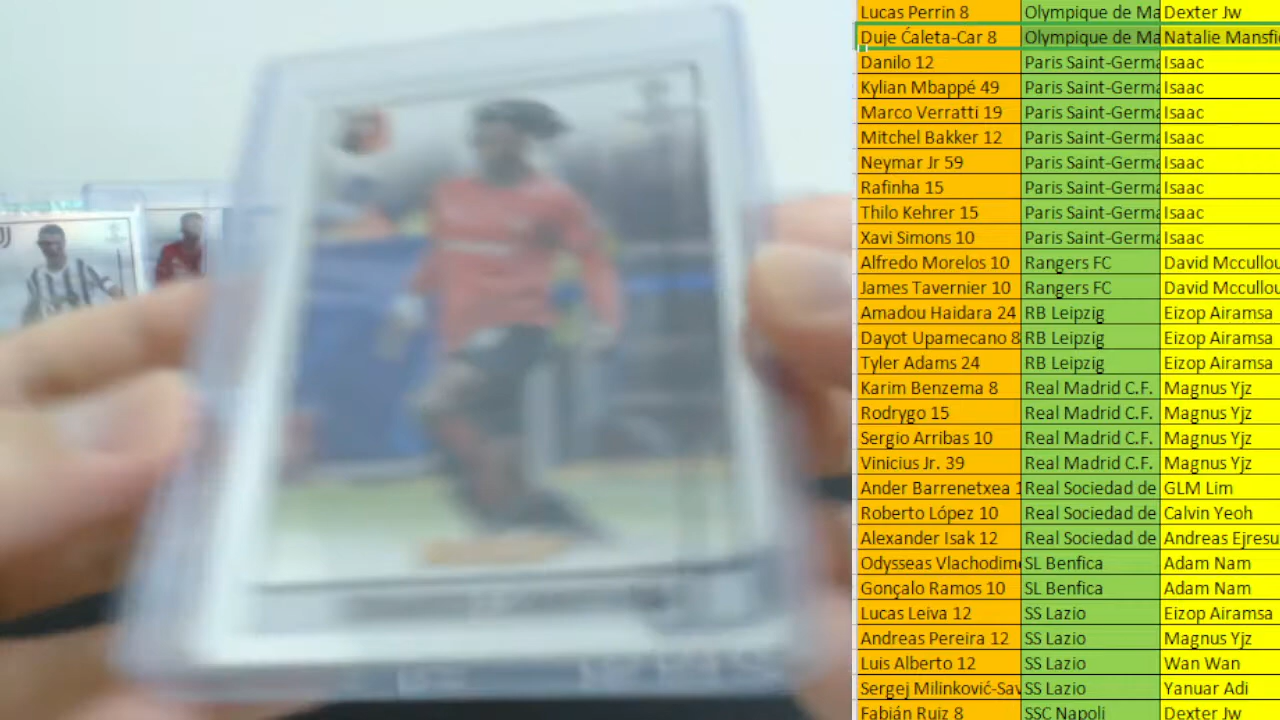 Lucas Perrin 8 Olympique de Ma Dexter Jw
Duje Ćaleta-Car 8 Olympique de Ma Natalie Mansfi
Danilo 12 Paris Saint-Germa Isaac
Kylian Mbappé 49 Paris Saint-Germa Isaac
Marco Verratti 19 Paris Saint-Germa Isaac
Mitchel Bakker 12 Paris Saint-Germa Isaac
Neymar Jr 59 Paris Saint-Germa Isaac
Rafinha 15 Paris Saint-Germa Isaac
Thilo Kehrer 15 Paris Saint-Germa Isaac
Xavi Simons 10 Paris Saint-Germa Isaac
Alfredo Morelos 10 Rangers FC David Mccullou
James Tavernier 10 Rangers FC David Mccullou
Amadou Haidara 24 RB Leipzig Eizop Airamsa
Dayot Upamecano 8 RB Leipzig Eizop Airamsa
Tyler Adams 24 RB Leipzig Eizop Airamsa
Karim Benzema 8 Real Madrid C.F. Magnus Yjz
Rodrygo 15 Real Madrid C.F. Magnus Yjz
Sergio Arribas 10 Real Madrid C.F. Magnus Yjz
Vinicius Jr. 39 Real Madrid C.F. Magnus Yjz
Ander Barrenetxea 1 Real Sociedad de GLM Lim
Roberto López 10 Real Sociedad de Calvin Yeoh
Alexander Isak 12 Real Sociedad de Andreas Ejresu
Odysseas Vlachodim SL Benfica Adam Nam
Gonçalo Ramos 10 SL Benfica Adam Nam
Lucas Leiva 12 SS Lazio Eizop Airamsa
Andreas Pereira 12 SS Lazio Magnus Yjz
Luis Alberto 12 SS Lazio Wan Wan
Sergej Milinković-Sav SS Lazio Yanuar Adi
Fabián Ruiz 8 SSC Napoli Dexter Jw